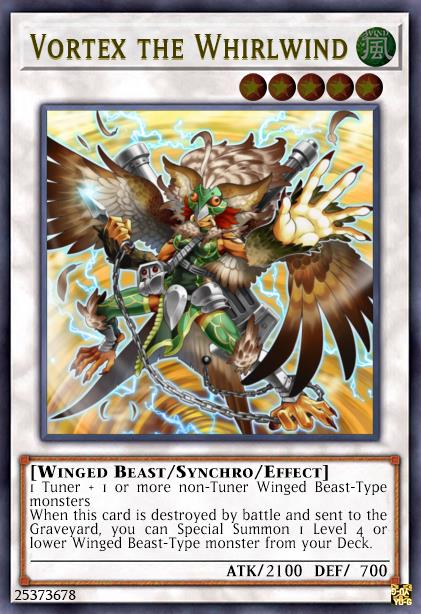 VORTEX THE WHIRLWIND
WIND
風
[WINGED BEAST/SYNCHRO/EFFECT]
1 Tuner + 1 or more non-Tuner Winged Beast-Type
monsters
When this card is destroyed by battle and sent to the
Graveyard, you can Special Summon 1 Level 4 or
lower Winged Beast-Type monster from your Deck.
ATK/2100 DEF/ 700
25373678